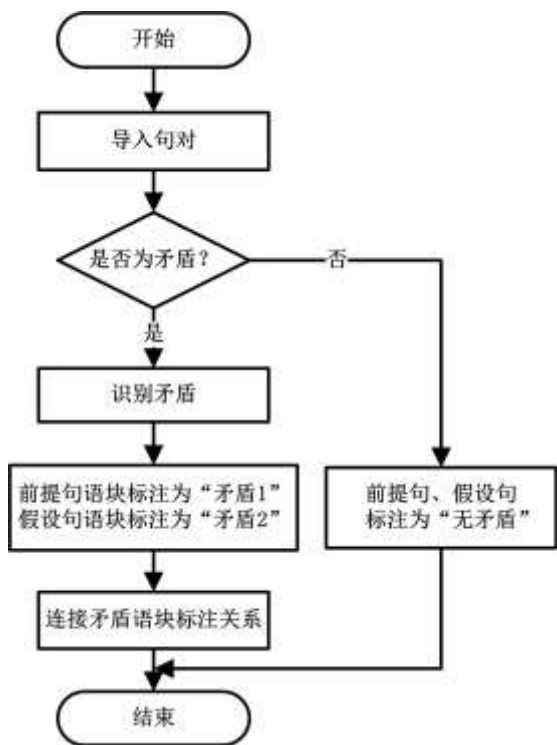 开始
导入句对
是否为矛盾？
否
是
识别矛盾
前提句语块标注为“矛盾1”
假设句语块标注为“矛盾2”
前提句、假设句
标注为“无矛盾”
连接矛盾语块标注关系
结束